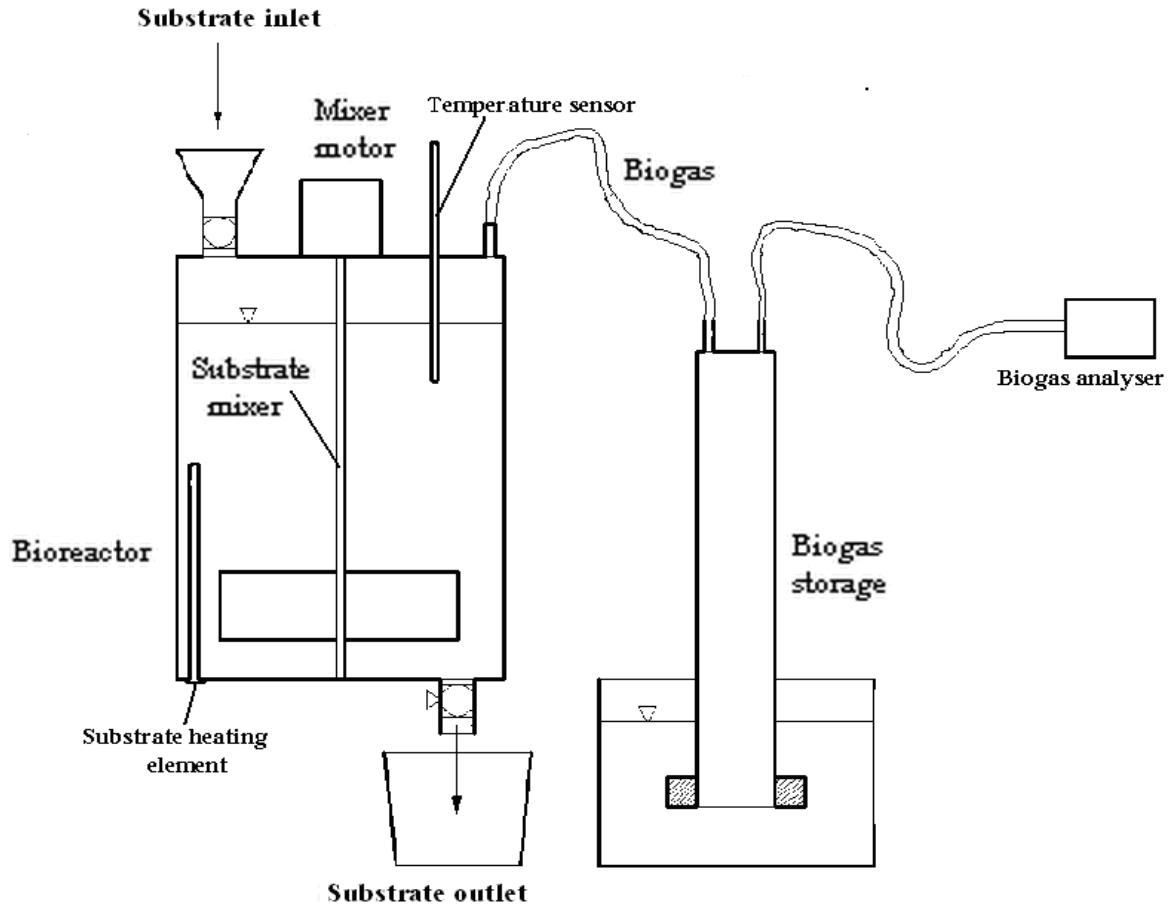 Substrate inlet
Mixer
motor
Temperature sensor
Biogas
Substrate
mixer
Biogas analyser
Bioreactor
Biogas
storage
Substrate heating
element
Substrate outlet